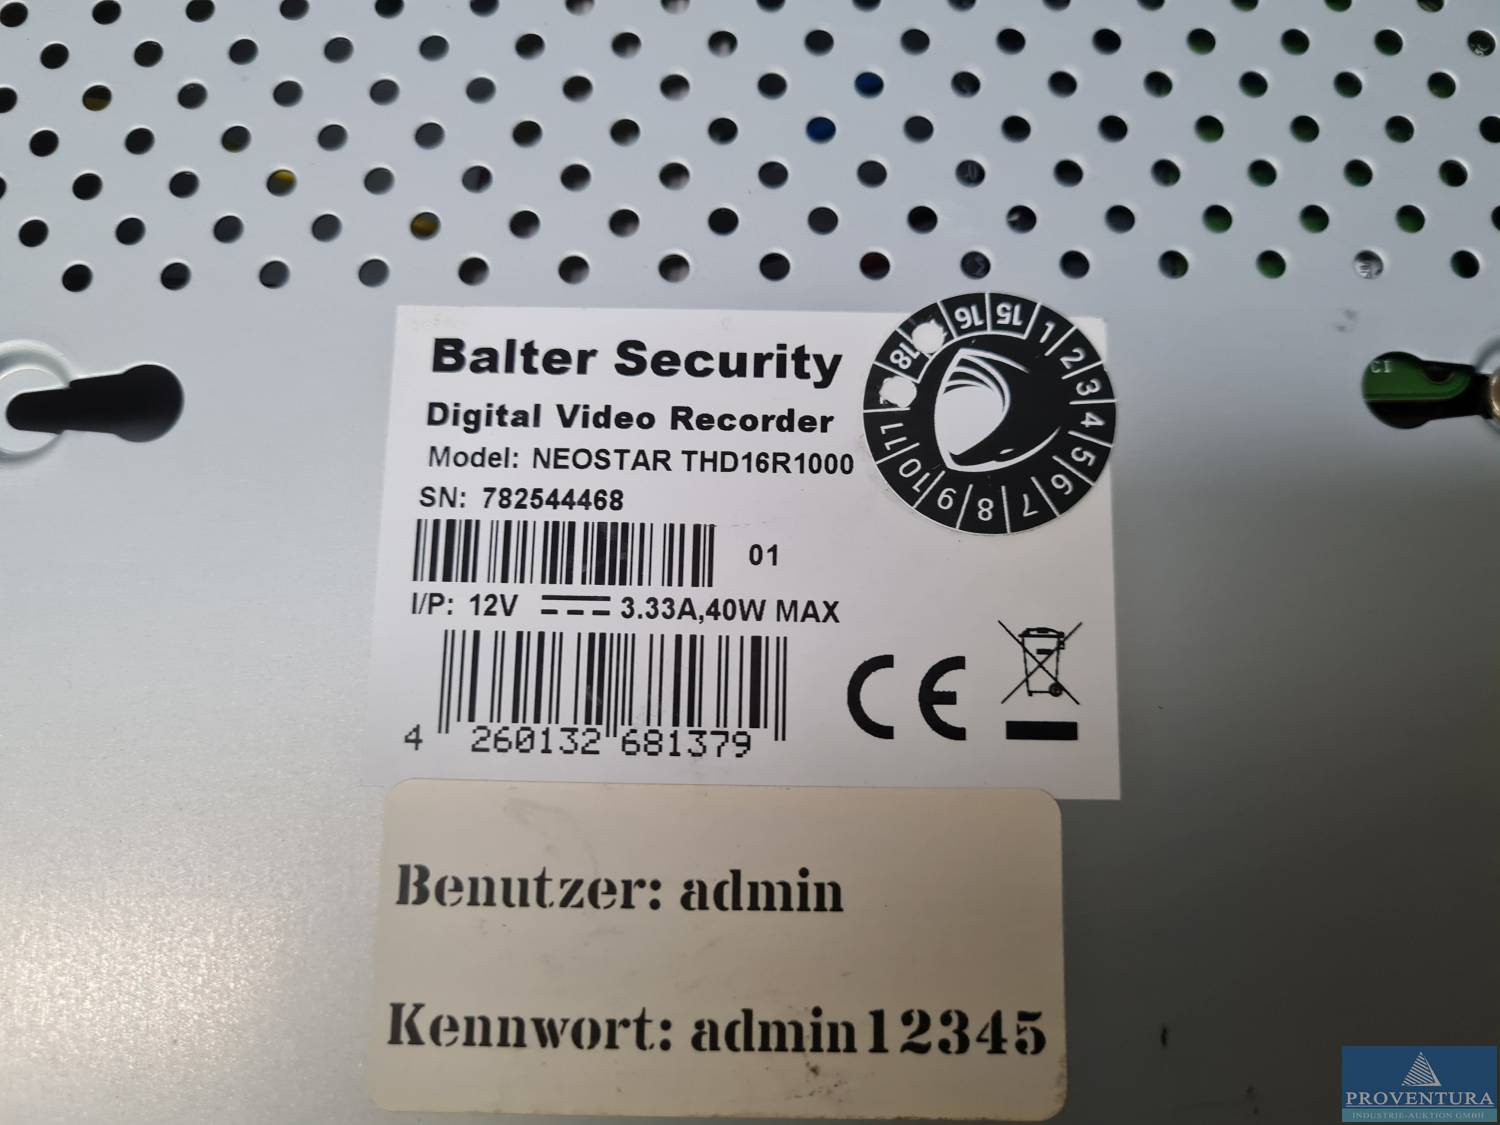 Balter Security
Digital Video Recorder
Model: NEOSTAR THD16R1000
SN: 782544468
01
I/P: 12V 3.33A,40W MAX
4 260132 681379
CE
15 1 2 3 4 5 6 7 8 9 10 11 18 16
Benutzer: admin
Kennwort: admin12345
PROVENTURA
INDUSTRIE-AUKTION GMBH